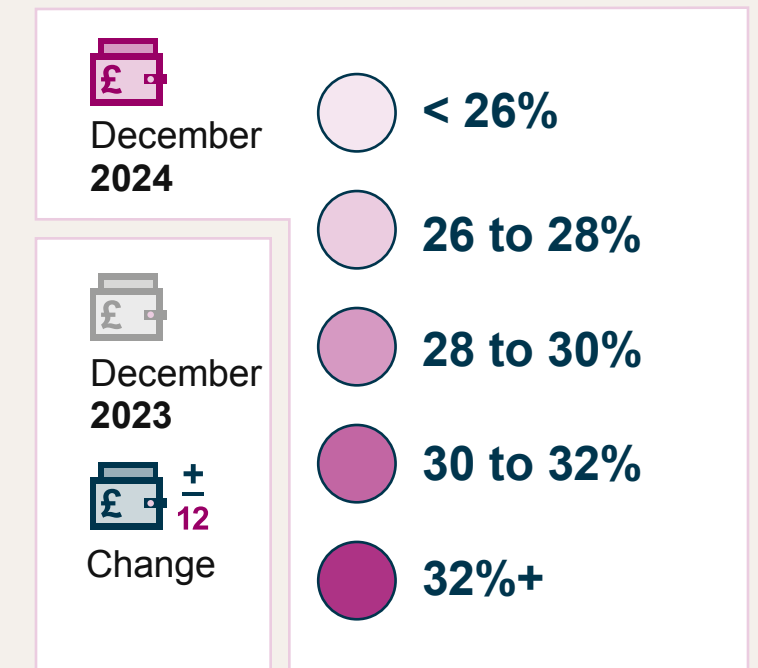 £
December
2024
£
December
2023
£
+
12
Change
< 26%
26 to 28%
28 to 30%
30 to 32%
32%+